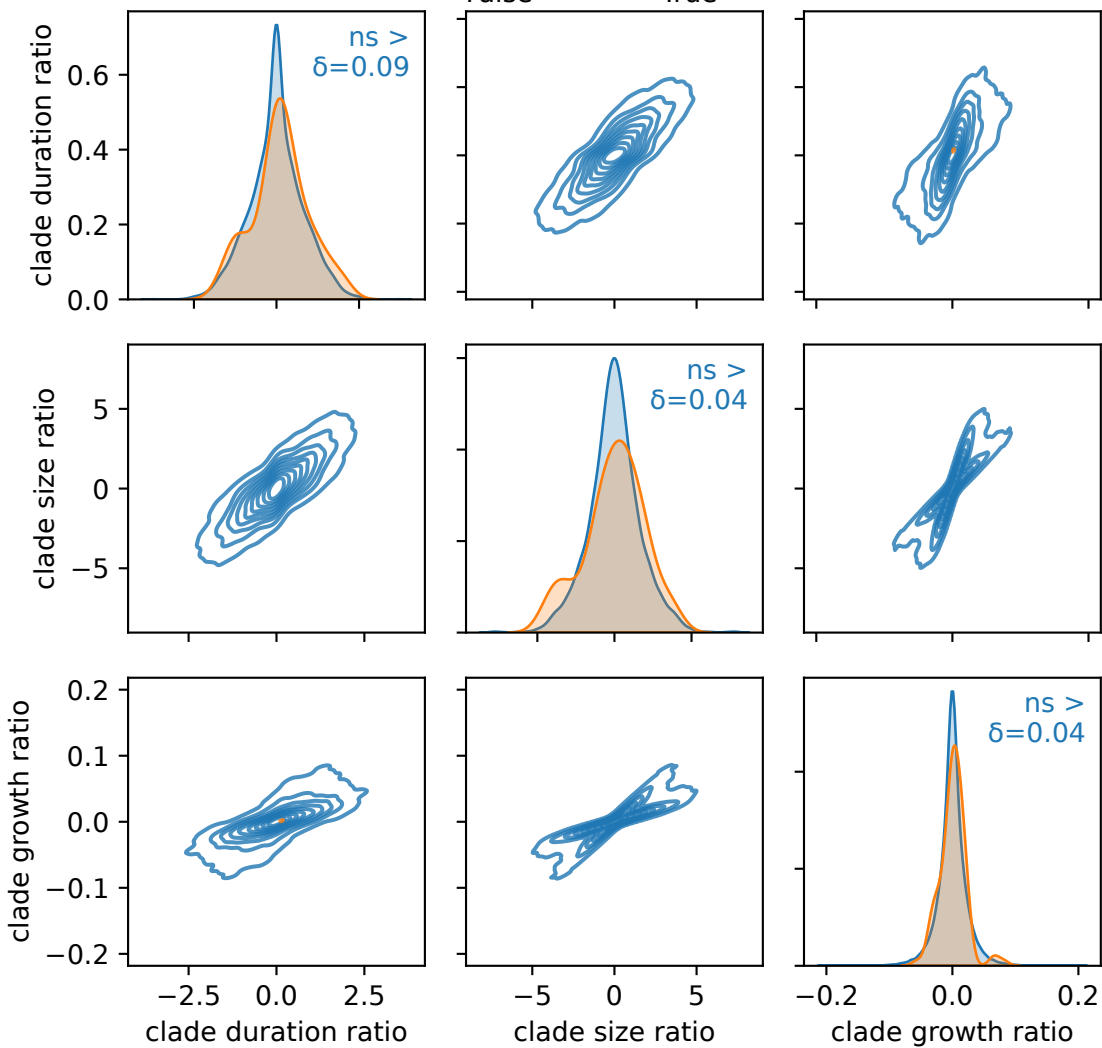 clade duration ratio
0.6
0.4
0.2
0.0
ns >
δ=0.09
clade size ratio
5
0
−5
ns >
δ=0.04
clade growth ratio
0.2
0.1
0.0
−0.1
−0.2
ns >
δ=0.04
−2.5 0.0 2.5
clade duration ratio
−5 0 5
clade size ratio
−0.2 0.0 0.2
clade growth ratio